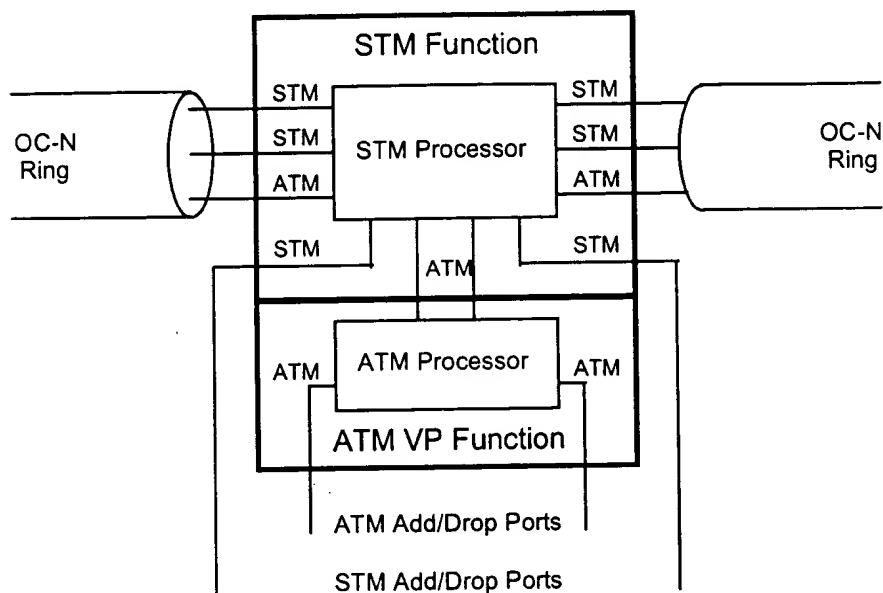 STM Function
STM
STM
OC-N
Ring
STM
STM
STM Processor
OC-N
Ring
ATM
ATM
STM
STM
ATM
ATM
ATM Processor
ATM
ATM VP Function
ATM Add/Drop Ports
STM Add/Drop Ports